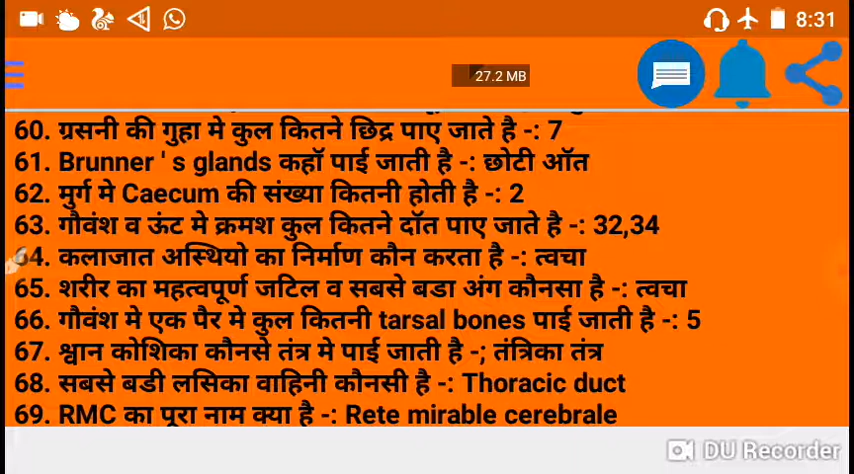 8:31
27.2 MB
60. ग्रसनी की गुहा मे कुल कितने छिद्र पाए जाते है -: 7
61. Brunner ' s glands कहॉ पाई जाती है -: छोटी ऑत
62. मुर्ग मे Caecum की संख्या कितनी होती है -: 2
63. गौवंश व ऊंट मे क्रमश कुल कितने दॉत पाए जाते है -: 32,34
64. कलाजात अस्थियो का निर्माण कौन करता है -: त्वचा
65. शरीर का महत्वपूर्ण जटिल व सबसे बडा अंग कौनसा है -: त्वचा
66. गौवंश मे एक पैर मे कुल कितनी tarsal bones पाई जाती है -: 5
67. श्वान कोशिका कौनसे तंत्र मे पाई जाती है -; तंत्रिका तंत्र
68. सबसे बडी लसिका वाहिनी कौनसी है -: Thoracic duct
69. RMC का पूरा नाम क्या है -: Rete mirable cerebrale
DU Recorder